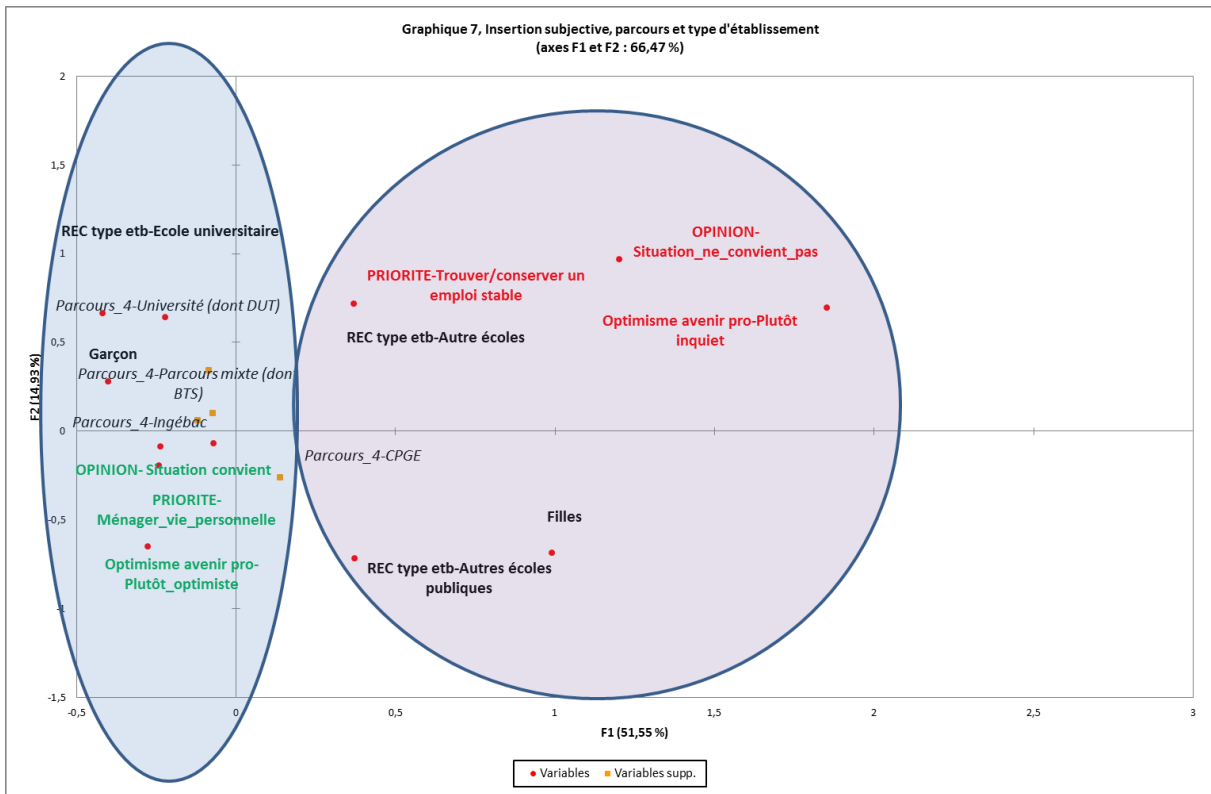 Graphique 7, Insertion subjective, parcours et type d'établissement
(axes F1 et F2 : 66,47 %)
2
1,5
REC type etb-Ecole universitaire
OPINION-
Situation_ne_convient_pas
1
PRIORITE-Trouver/conserver un
emploi stable
Parcours_4-Université (dont DUT)
Optimisme avenir pro-Plutôt
inquiet
REC type etb-Autre écoles
0,5
Garçon
Parcours_4-Parcours mixte (dont
BTS)
F2 (14,93 %)
Parcours_4-Ingébac
0
Parcours_4-CPGE
OPINION- Situation convient
PRIORITE-
Ménager_vie_personnelle
-0,5
Filles
Optimisme avenir pro-
Plutôt_optimiste
REC type etb-Autres écoles
publiques
-1
-1,5
-0,5 0 0,5 1 1,5 2 2,5 3
F1 (51,55 %)
Variables Variables supp.